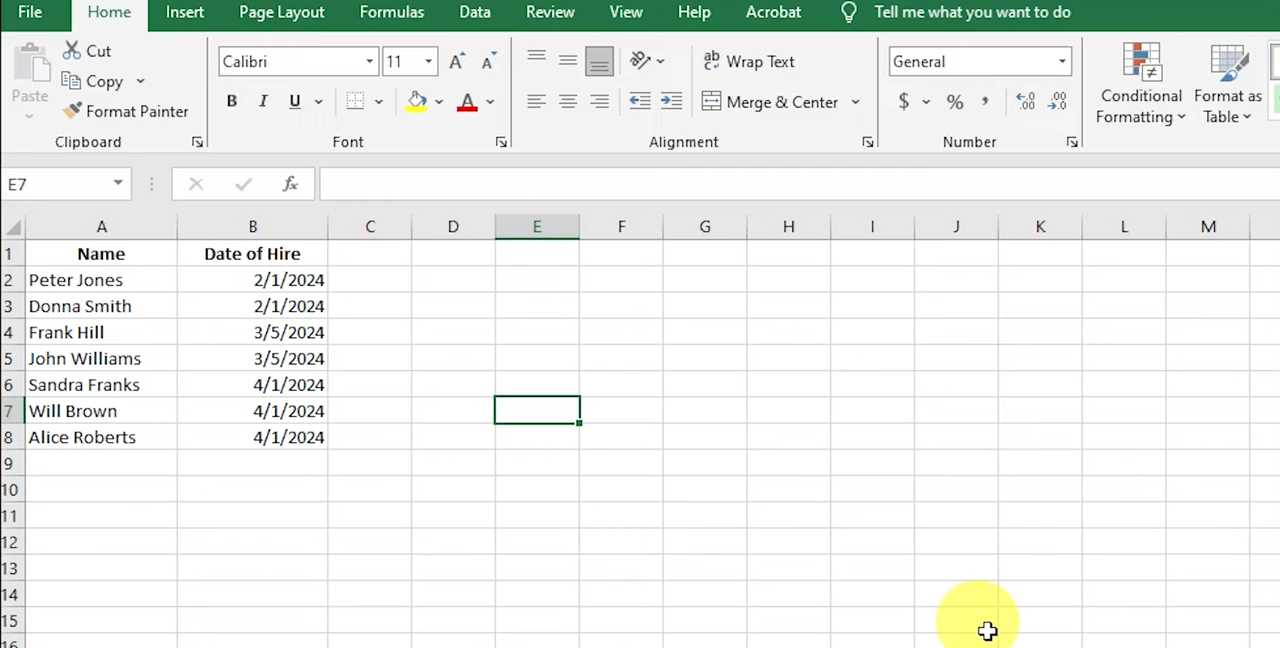 File Home Insert Page Layout Formulas Data Review View Help Acrobat Tell me what you want to do
Paste
Cut
Copy
Format Painter
Clipboard
Calibri 11
B I U
Font
Wrap Text
Merge & Center
Alignment
General
$ % ,
Number
Conditional Formatting
Format as Table
E7 fx
A B C D E F G H I J K L M
1 Name Date of Hire
2 Peter Jones 2/1/2024
3 Donna Smith 2/1/2024
4 Frank Hill 3/5/2024
5 John Williams 3/5/2024
6 Sandra Franks 4/1/2024
7 Will Brown 4/1/2024
8 Alice Roberts 4/1/2024
9
10
11
12
13
14
15
16